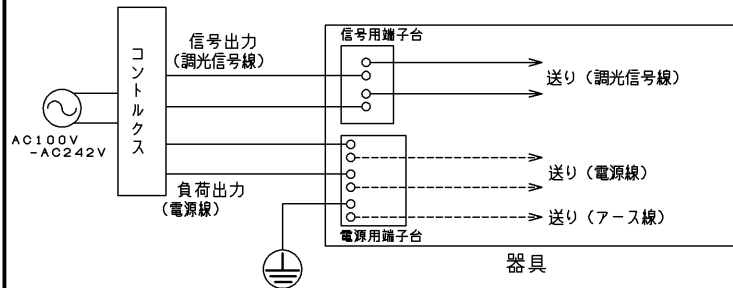 コントルクス
信号出力
(調光信号線)
AC100V
-AC242V
負荷出力
(電源線)
信号用端子台
送り(調光信号線)
送り(電源線)
送り(アース線)
電源用端子台
器具